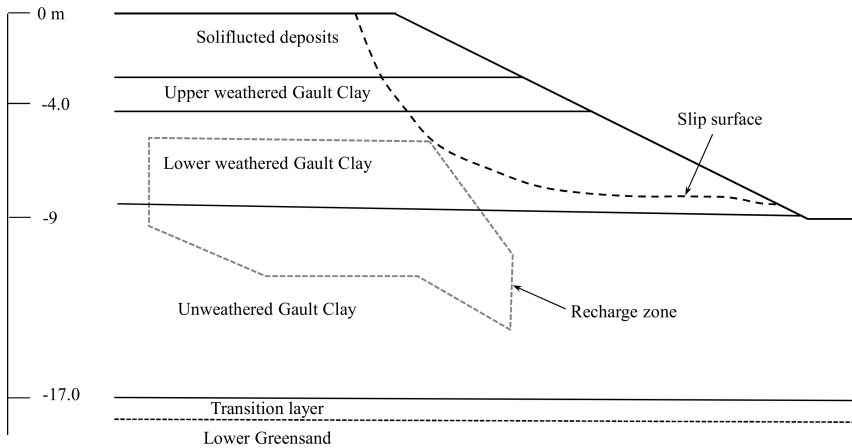 0 m
Soliflucted deposits
Upper weathered Gault Clay
-4.0
Slip surface
Lower weathered Gault Clay
-9
Unweathered Gault Clay
Recharge zone
-17.0
Transition layer
Lower Greensand